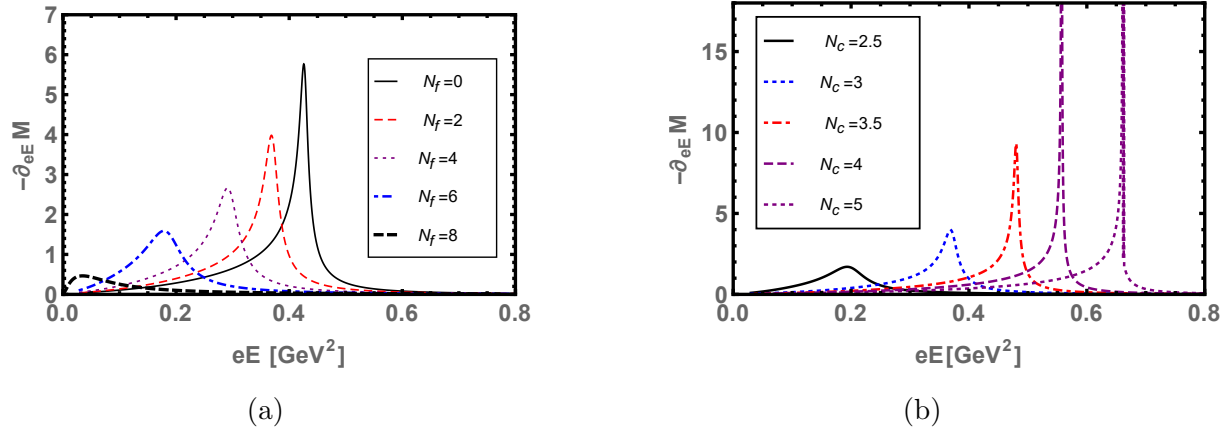 7
6
5
4
3
2
1
0
−∂eE M
0.0 0.2 0.4 0.6 0.8
eE [GeV²]
Nf=0
Nf=2
Nf=4
Nf=6
Nf=8
(a)
15
10
5
0
−∂eE M
0.0 0.2 0.4 0.6 0.8
eE[GeV²]
Nc=2.5
Nc=3
Nc=3.5
Nc=4
Nc=5
(b)